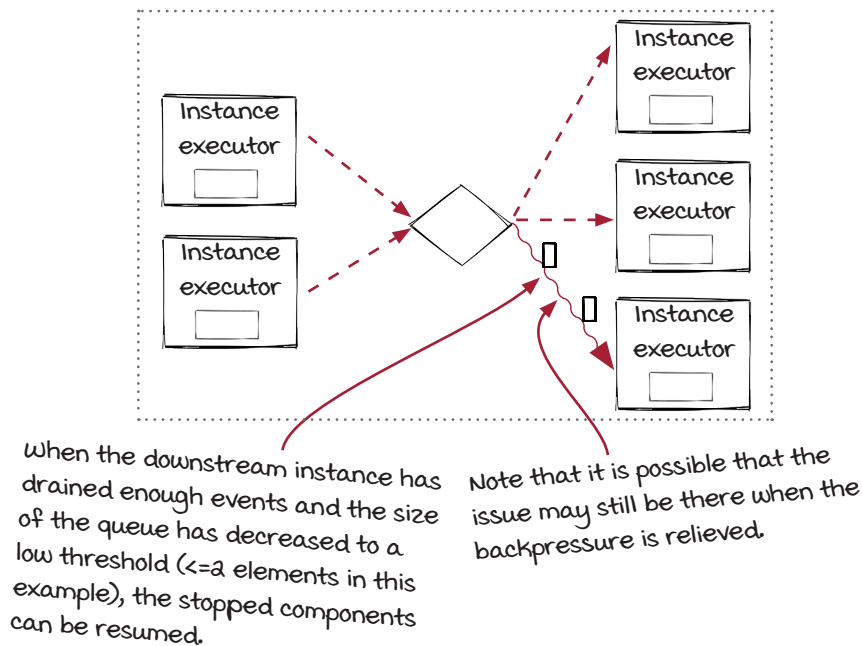 Instance
executor
Instance
executor
Instance
executor
Instance
executor
Instance
executor
When the downstream instance has
drained enough events and the size
of the queue has decreased to a
low threshold (<=2 elements in this
example), the stopped components
can be resumed.
Note that it is possible that the
issue may still be there when the
backpressure is relieved.